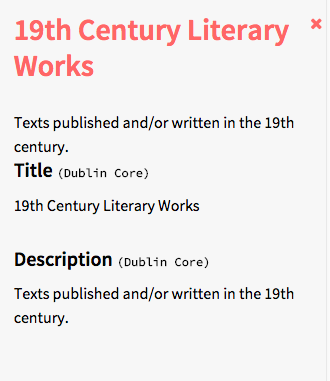 19th Century Literary
Works
Texts published and/or written in the 19th
century.
Title (Dublin Core)
19th Century Literary Works
Description (Dublin Core)
Texts published and/or written in the 19th
century.